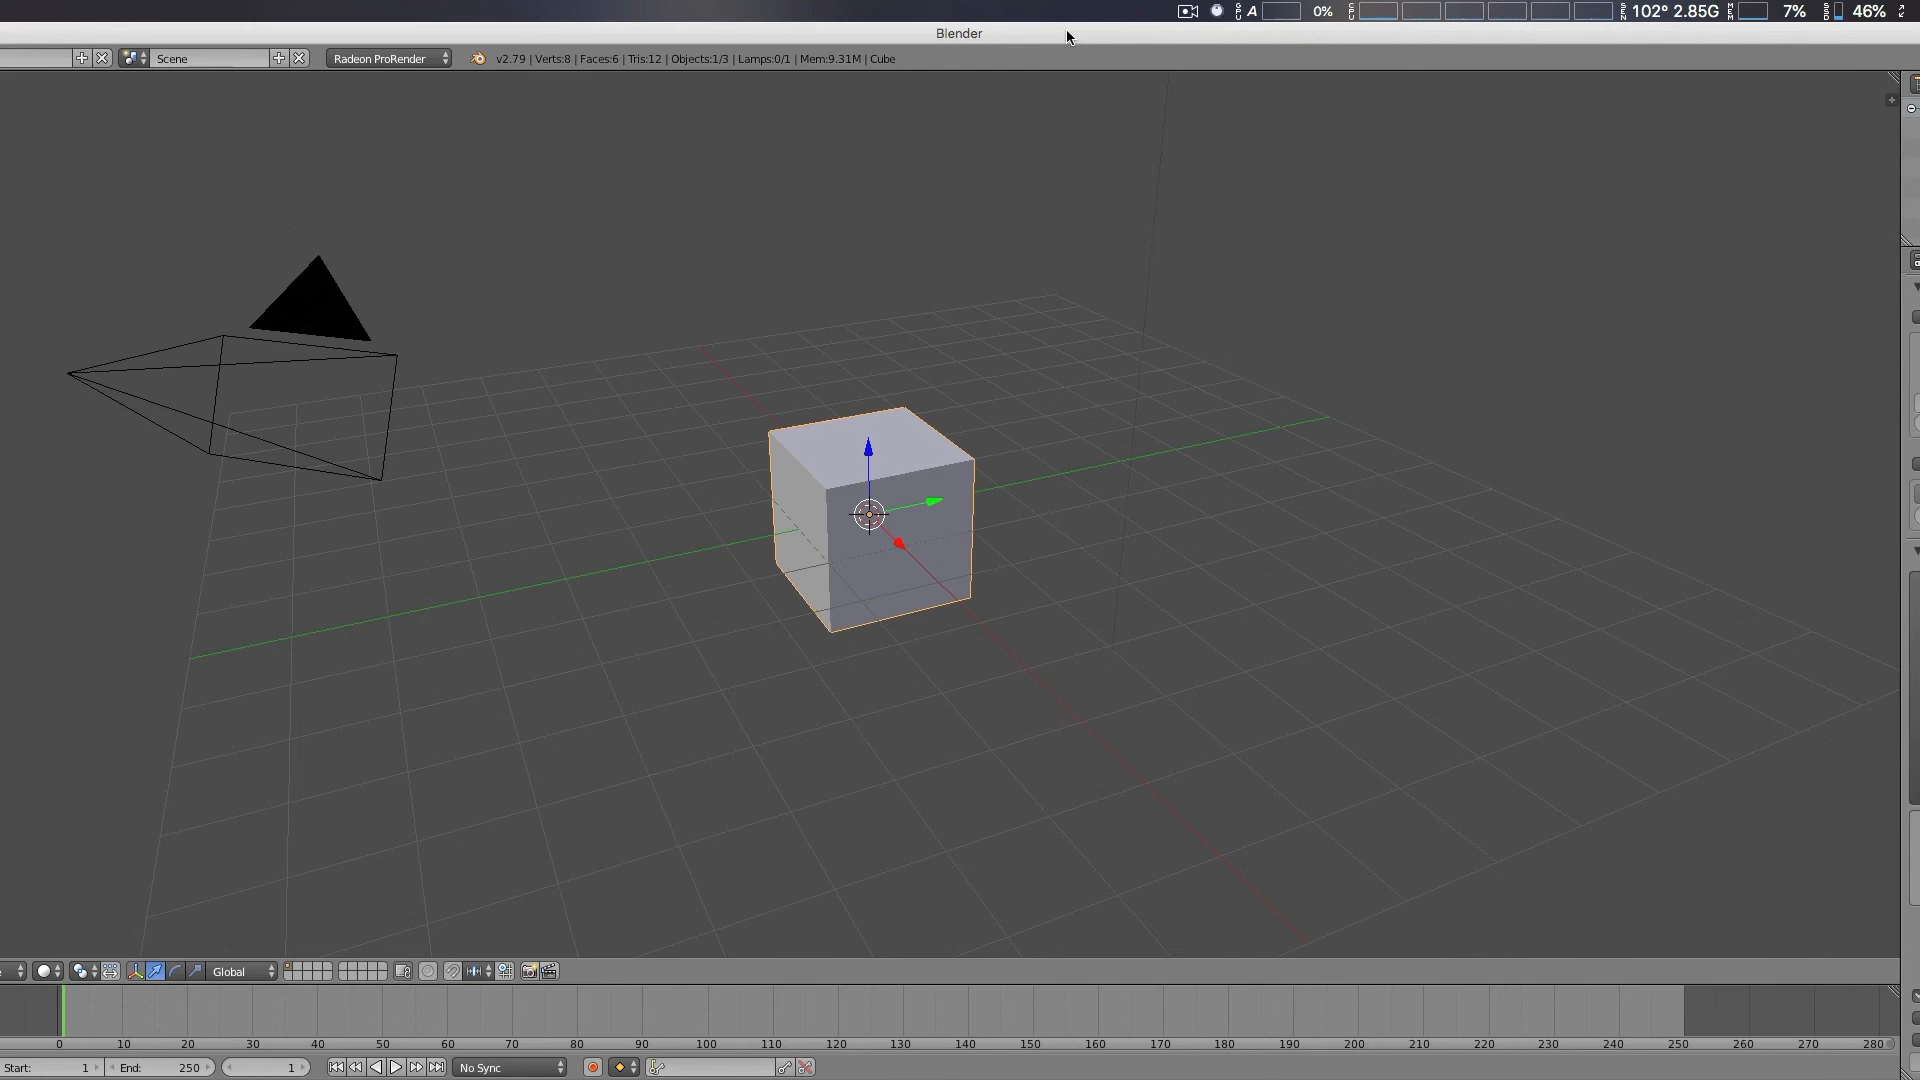 A 0% 102° 2.85G 7% 46%
Blender
Scene Radeon ProRender v2.79 | Verts:8 | Faces:6 | Tris:12 | Objects:1/3 | Lamps:0/1 | Mem:9.31M | Cube
Global
0 10 20 30 40 50 60 70 80 90 100 110 120 130 140 150 160 170 180 190 200 210 220 230 240 250 260 270 280
Start: 1 End: 250 1 No Sync